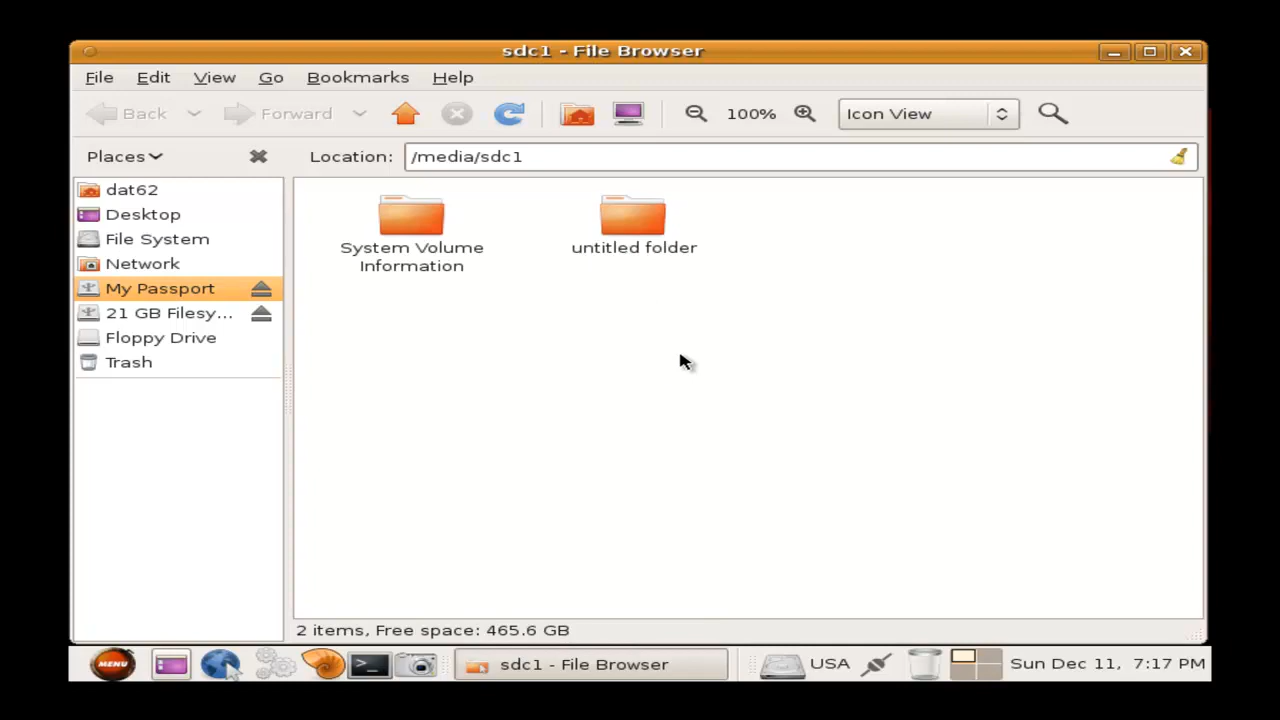 sdc1 - File Browser
File Edit View Go Bookmarks Help
Back Forward 100% Icon View
Places Location: /media/sdc1
dat62
Desktop
File System
Network
My Passport
21 GB Filesy...
Floppy Drive
Trash
System Volume
Information
untitled folder
2 items, Free space: 465.6 GB
MENU sdc1 - File Browser USA Sun Dec 11, 7:17 PM